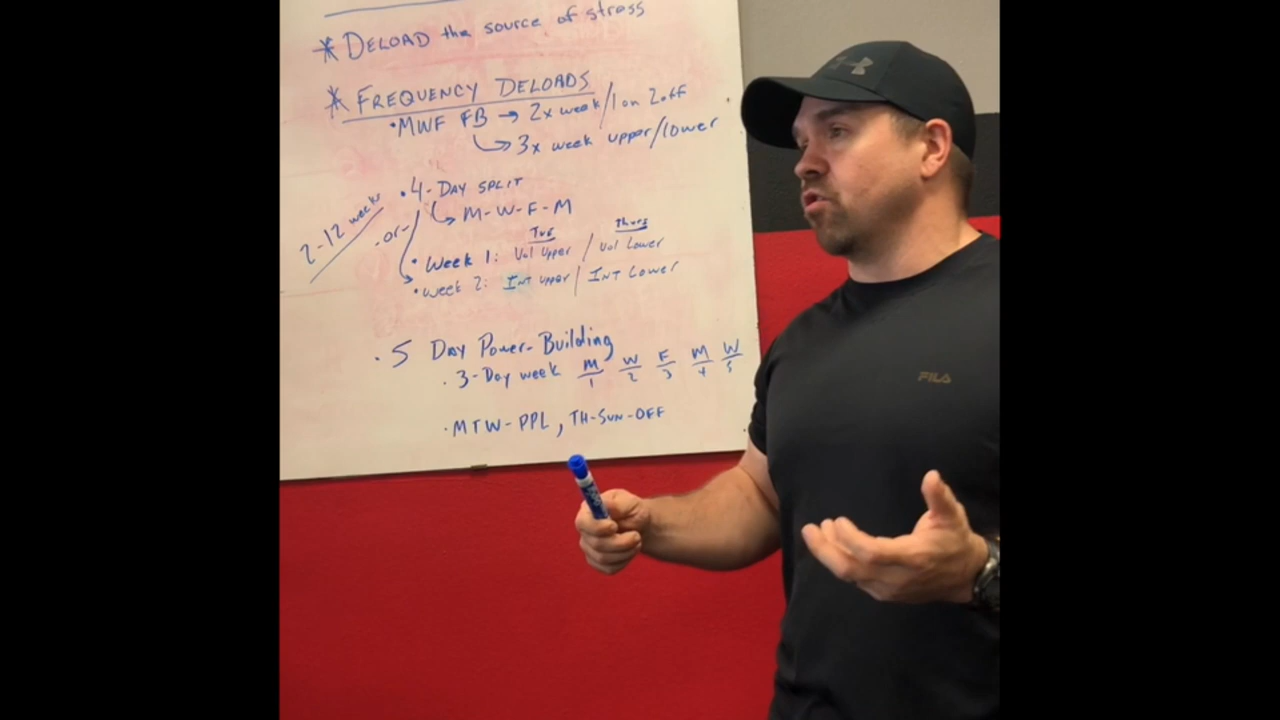 * DELOAD the source of stress
* FREQUENCY DELOADS
• MWF FB → 2x week/1 on 2 off
→ 3x week upper/lower
• 4-DAY SPLIT
→ M-W-F-M
2-12 weeks
-or-
Tue Thurs
• Week 1: Vol Upper / Vol Lower
• Week 2: INT Upper / INT Lower
• 5 Day Power-Building
• 3-Day week M W F M W
1 2 3 4 5
• MTW-PPL, TH-SUN-OFF
FILA